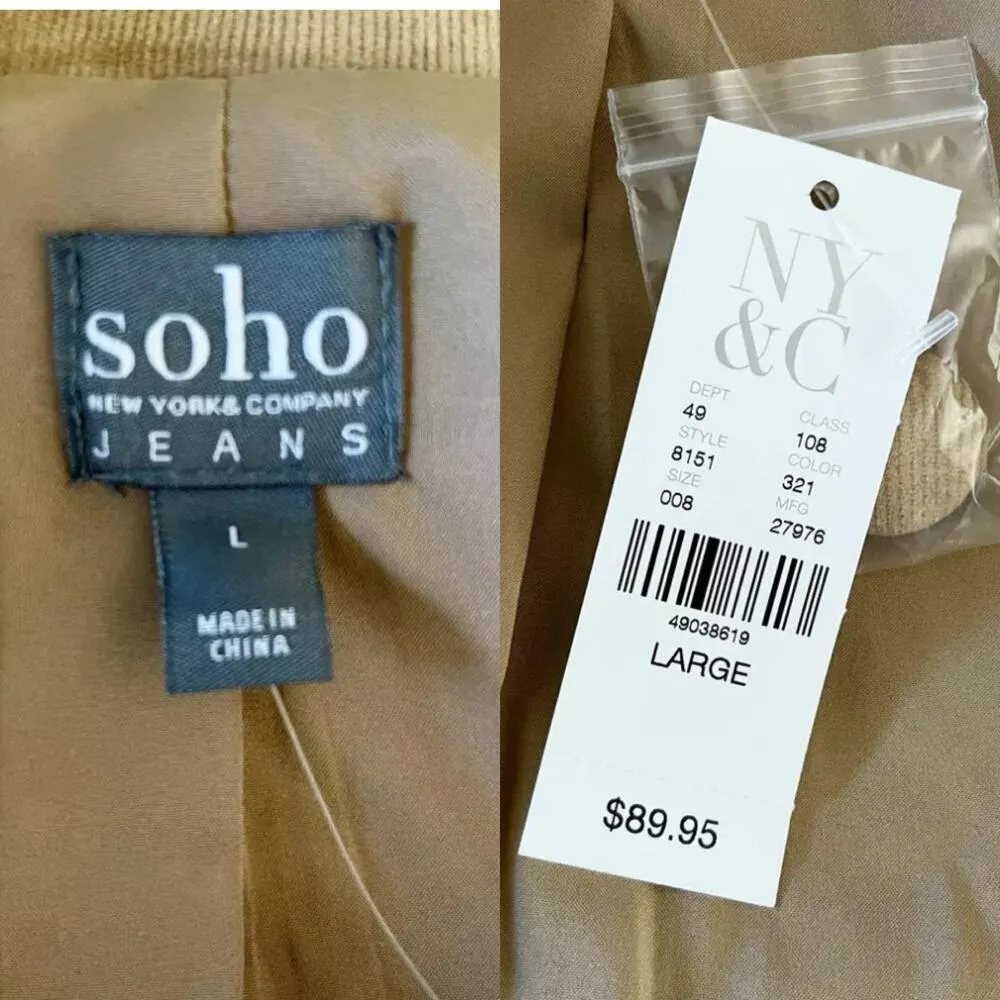 soho
NEW YORK & COMPANY
JEANS
L
MADE IN
CHINA
NY
&C
DEPT
49
STYLE
8151
SIZE
008
CLASS
108
COLOR
321
MFG
27976
49038619
LARGE
$89.95